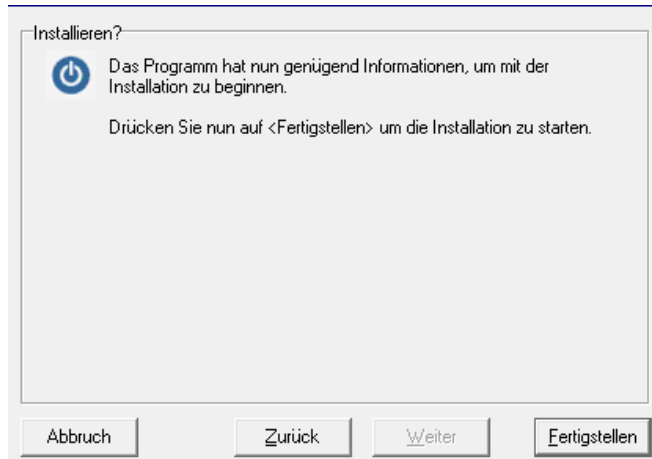 Installieren?
Das Programm hat nun genügend Informationen, um mit der
Installation zu beginnen.
Drücken Sie nun auf <Fertigstellen> um die Installation zu starten.
Abbruch
Zurück
Weiter
Fertigstellen